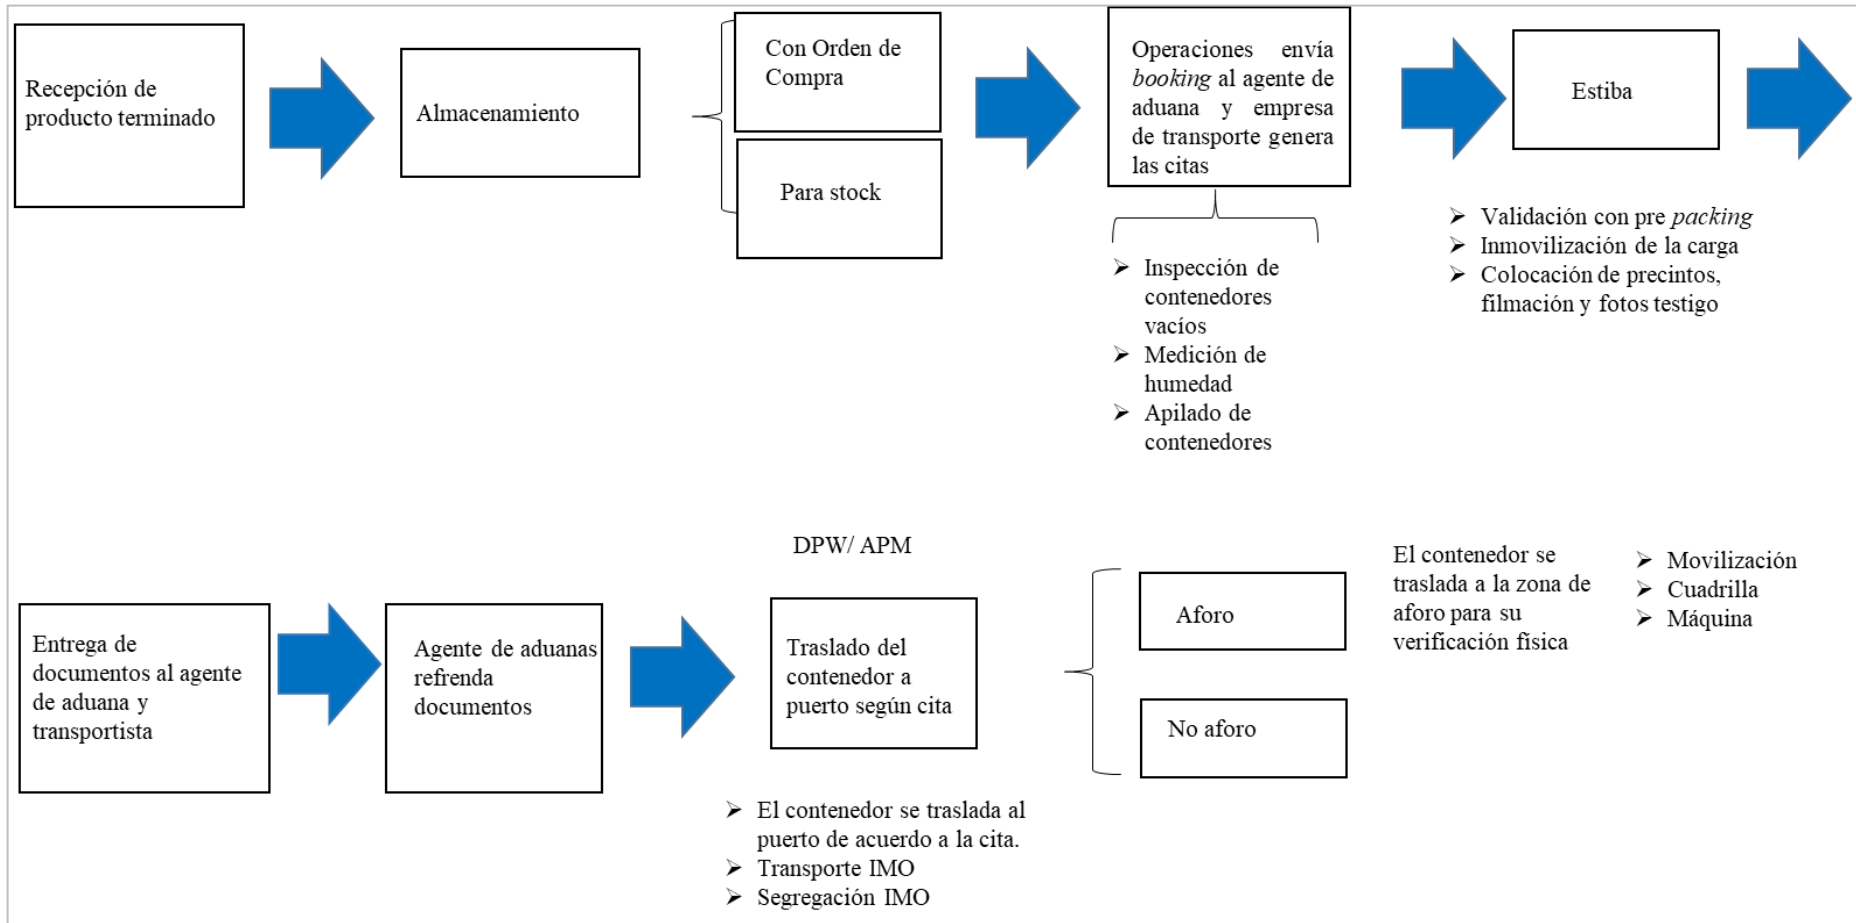 Recepción de
producto terminado
Almacenamiento
Con Orden de
Compra
Para stock
Operaciones envía
booking al agente de
aduana y empresa
de transporte genera
las citas
➢ Inspección de
contenedores
vacíos
➢ Medición de
humedad
➢ Apilado de
contenedores
Estiba
➢ Validación con pre packing
➢ Inmovilización de la carga
➢ Colocación de precintos,
filmación y fotos testigo
Entrega de
documentos al agente
de aduana y
transportista
Agente de aduanas
refrenda
documentos
DPW/ APM
Traslado del
contenedor a
puerto según cita
➢ El contenedor se traslada al
puerto de acuerdo a la cita.
➢ Transporte IMO
➢ Segregación IMO
Aforo
No aforo
El contenedor se
traslada a la zona de
aforo para su
verificación física
➢ Movilización
➢ Cuadrilla
➢ Máquina